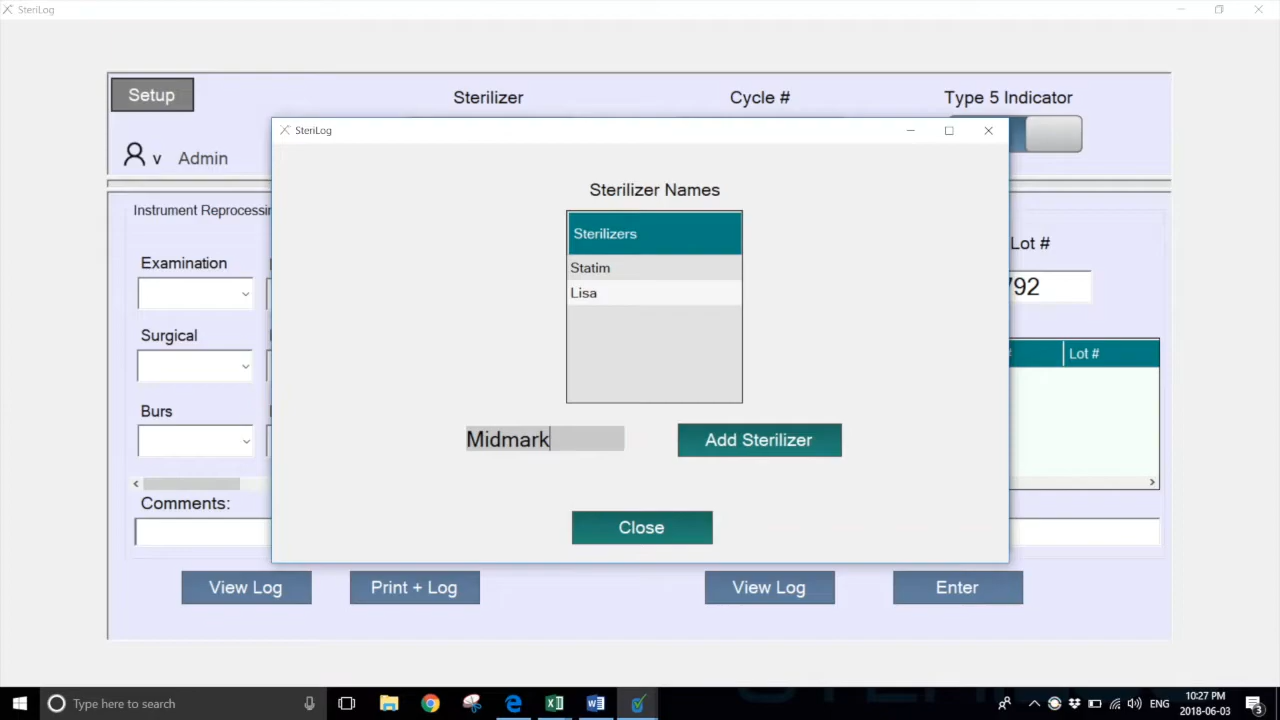 SteriLog
Setup
Sterilizer
Cycle #
Type 5 Indicator
SteriLog
v Admin
Sterilizer Names
Instrument Reprocessin
Sterilizers
Lot #
Examination
Statim
792
Lisa
Surgical
Lot #
Burs
Midmark
Add Sterilizer
Comments:
Close
View Log
Print + Log
View Log
Enter
Type here to search
ENG
10:27 PM
2018-06-03
3